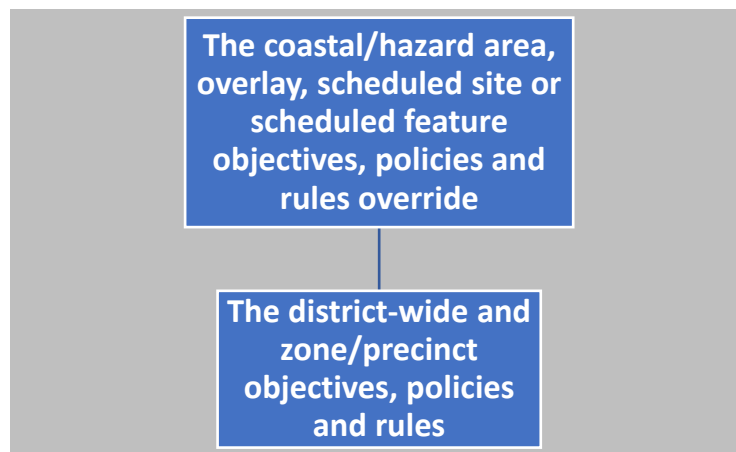 The coastal/hazard area,
overlay, scheduled site or
scheduled feature
objectives, policies and
rules override
The district-wide and
zone/precinct
objectives, policies
and rules